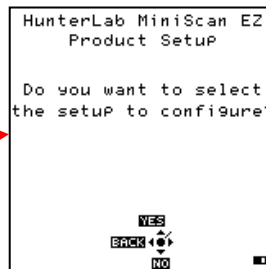 HunterLab MiniScan EZ
Product Setup
Do you want to select
the setup to configure?
YES
BACK
NO